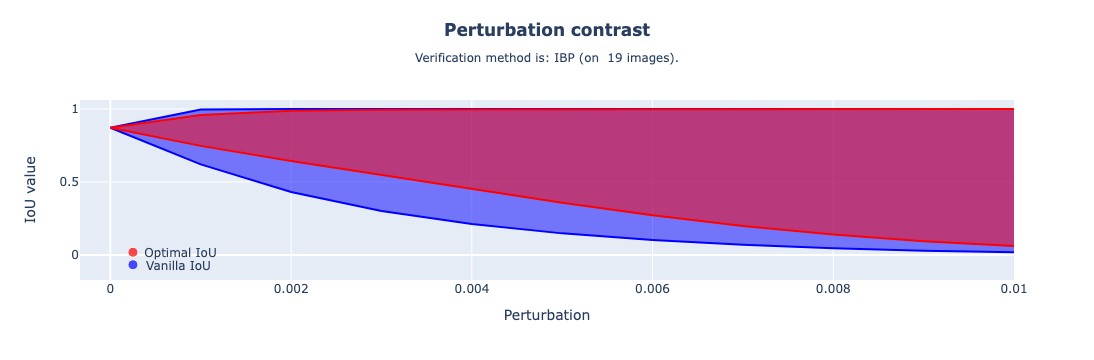 Perturbation contrast
Verification method is: IBP (on  19 images).
IoU value
1
0.5
0
Optimal IoU
Vanilla IoU
0
0.002
0.004
0.006
0.008
0.01
Perturbation